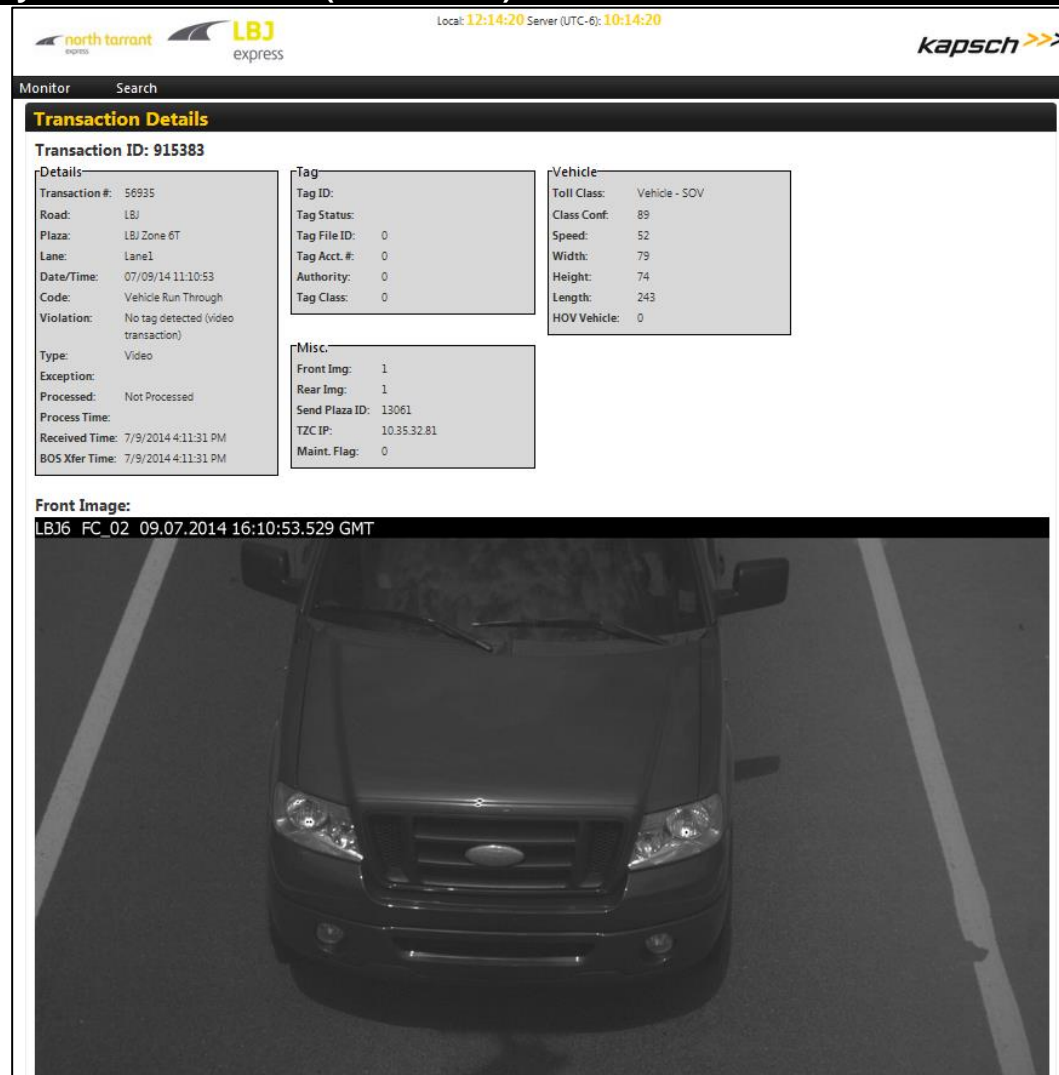 Local: 12:14:20 Server (UTC-6): 10:14:20
north tarrant
express
LBJ
express
kapsch >>>
Monitor Search
Transaction Details
Transaction ID: 915383
Details
Transaction #: 56935
Road: LBJ
Plaza: LBJ Zone 6T
Lane: Lane1
Date/Time: 07/09/14 11:10:53
Code: Vehicle Run Through
Violation: No tag detected (video
transaction)
Type: Video
Exception:
Processed: Not Processed
Process Time:
Received Time: 7/9/2014 4:11:31 PM
BOS Xfer Time: 7/9/2014 4:11:31 PM
Tag
Tag ID:
Tag Status:
Tag File ID: 0
Tag Acct. #: 0
Authority: 0
Tag Class: 0
Misc.
Front Img: 1
Rear Img: 1
Send Plaza ID: 13061
TZC IP: 10.35.32.81
Maint. Flag: 0
Vehicle
Toll Class: Vehicle - SOV
Class Conf: 89
Speed: 52
Width: 79
Height: 74
Length: 243
HOV Vehicle: 0
Front Image:
LBJ6 FC_02 09.07.2014 16:10:53.529 GMT